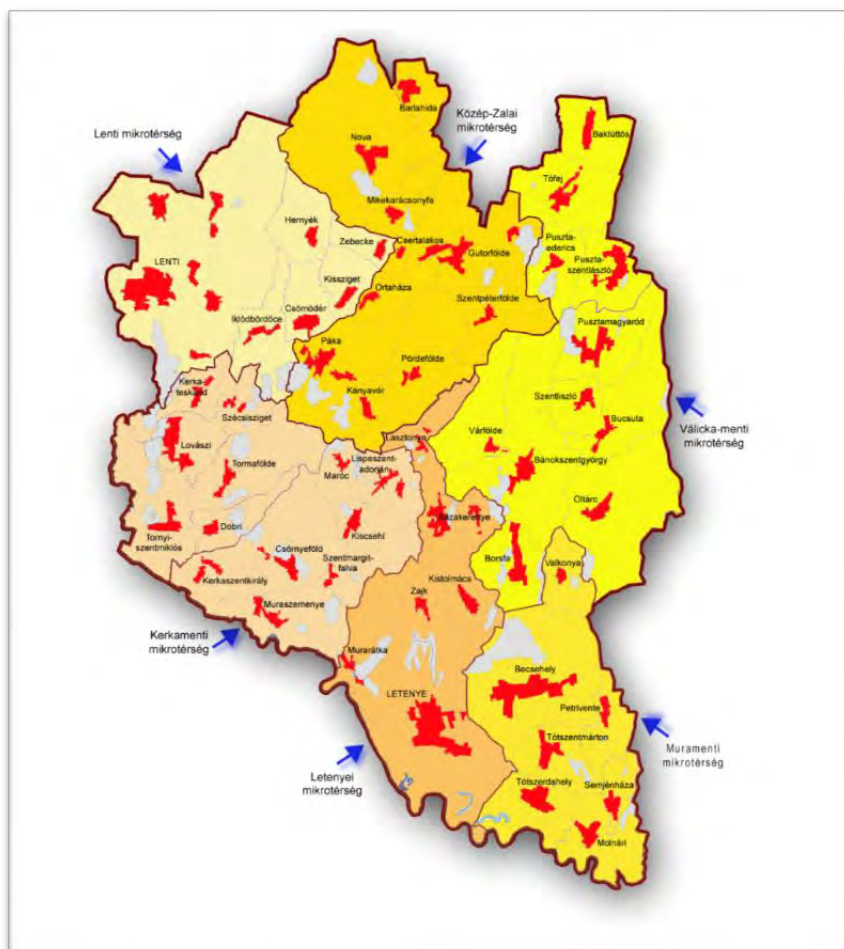 Barlahida
Közép-Zalai
mikrotérség
Lenti mikrotérség
Nova
Baktüttös
Tófej
Mikekarácsonyfa
Hernyék
Zebecke
Csertalakos
Gutorfölde
Puszta-
ederics
Puszta-
szentlászló
LENTI
Kissziget
Ortaháza
Szentpéterfölde
Iklódbördőce
Csömödér
Pusztamagyaród
Páka
Pördefölde
Kányavár
Szentliszló
Kerka-
teskánd
Szécsisziget
Bucsuta
Válicka-menti
mikrotérség
Lasztonya
Várfölde
Lovászi
Lispeszent-
adorján
Maróc
Bánokszentgyörgy
Tormafölde
Oltárc
Bázakerettye
Tornyi-
szentmiklós
Dobri
Kiscsehi
Borsfa
Csörnyeföld
Szentmargit-
falva
Valkonya
Kerkaszentkirály
Kistolmács
Zajk
Muraszemenye
Kerkamenti
mikrotérség
Murarátka
Becsehely
LETENYE
Petrivente
Tótszentmárton
Muramenti
mikrotérség
Letenyei
mikrotérség
Tótszerdahely
Semjénháza
Molnári